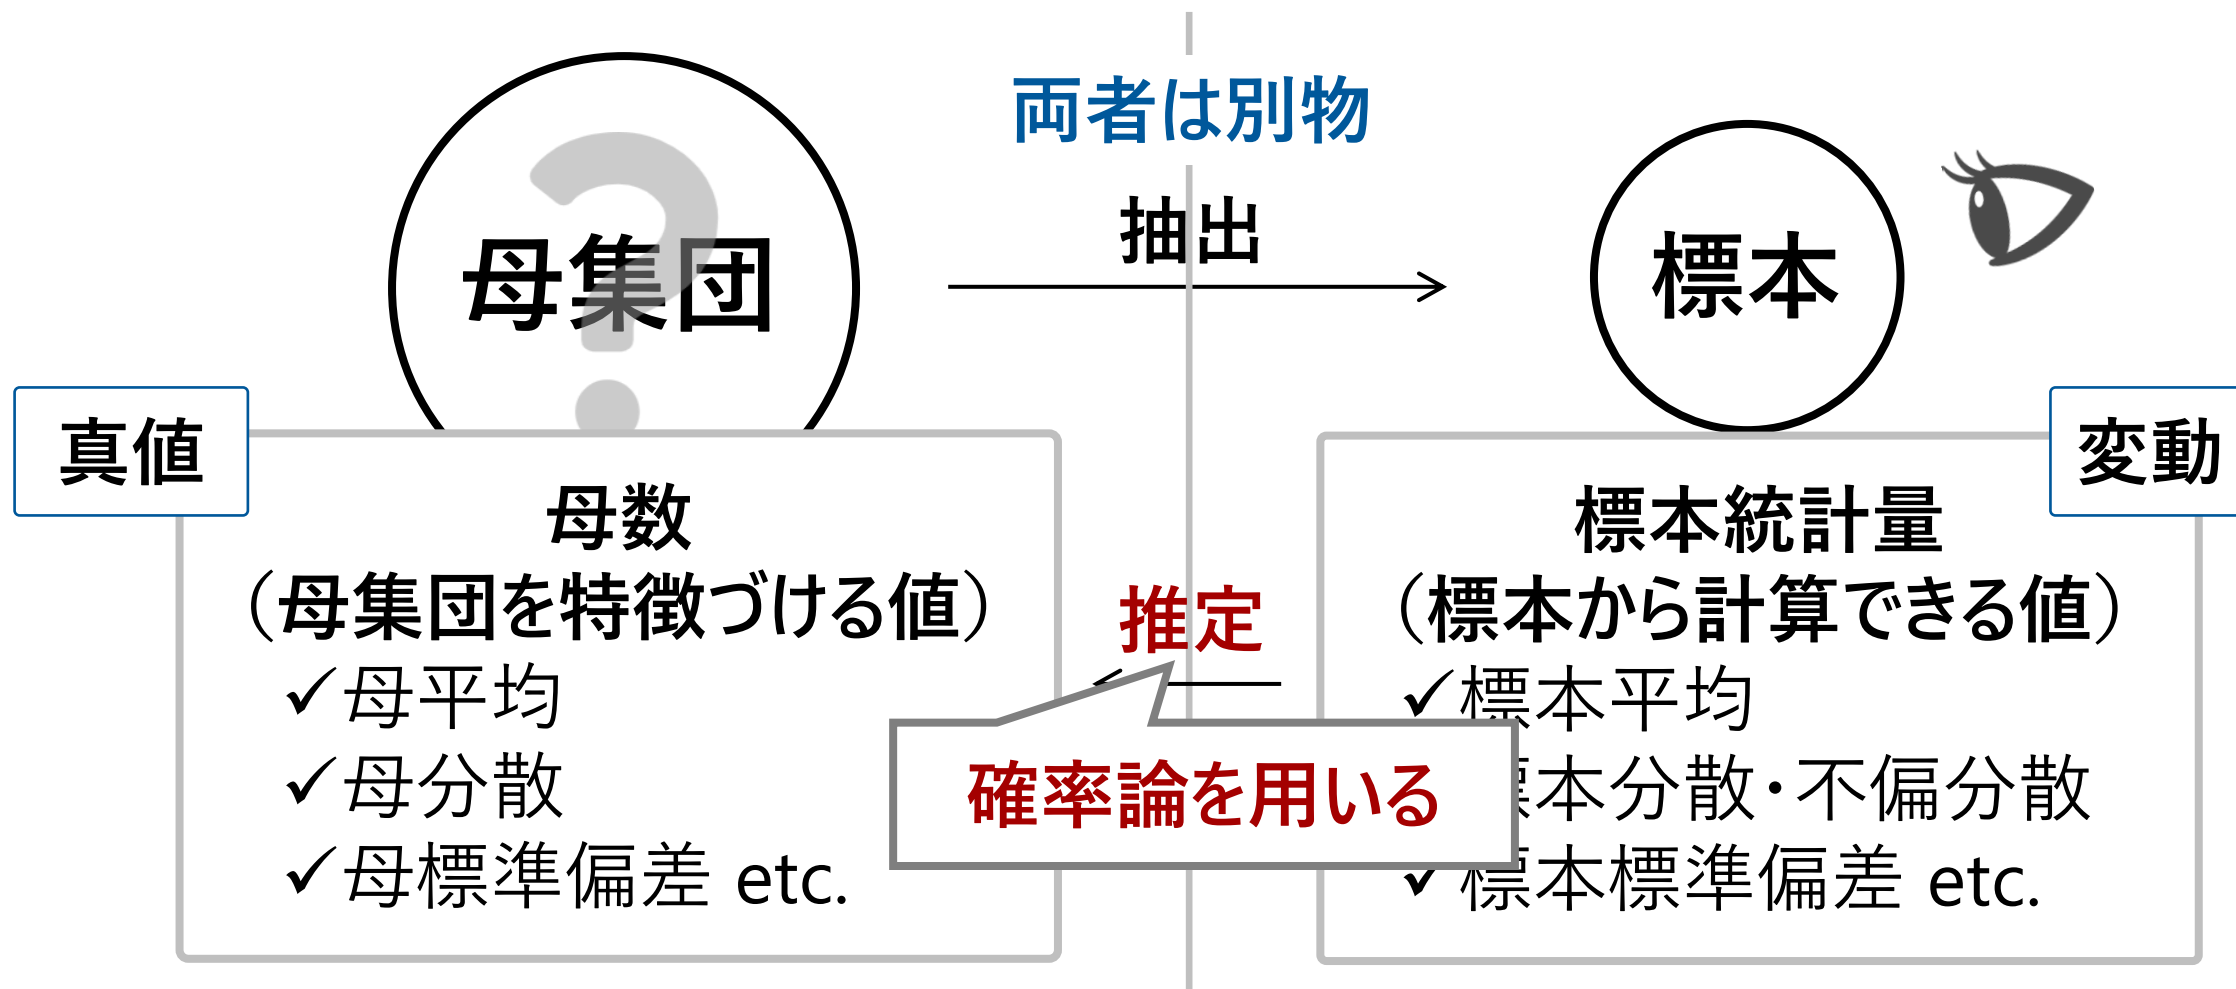 両者は別物
母集団
抽出
標本
真値
母数
（母集団を特徴づける値）
✓母平均
✓母分散
✓母標準偏差 etc.
推定
確率論を用いる
変動
標本統計量
（標本から計算できる値）
✓標本平均
本分散・不偏分散
✓標本標準偏差 etc.